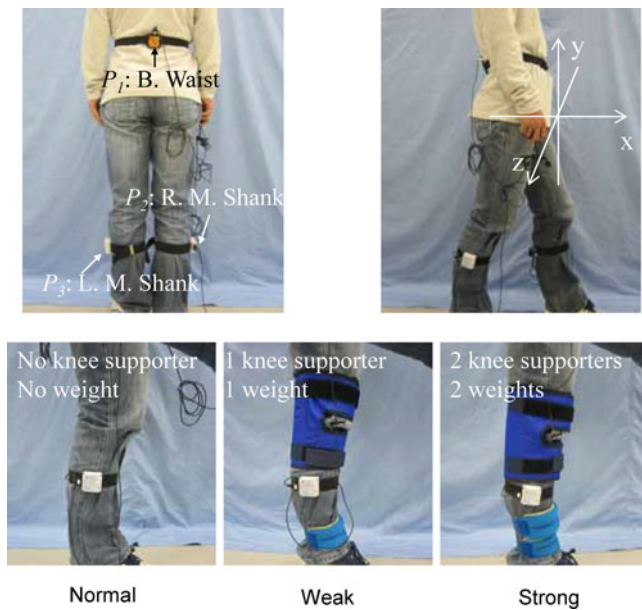 P1: B. Waist
P2: R. M. Shank
P3: L. M. Shank
y
x
z
No knee supporter
No weight
1 knee supporter
1 weight
2 knee supporters
2 weights
Normal
Weak
Strong